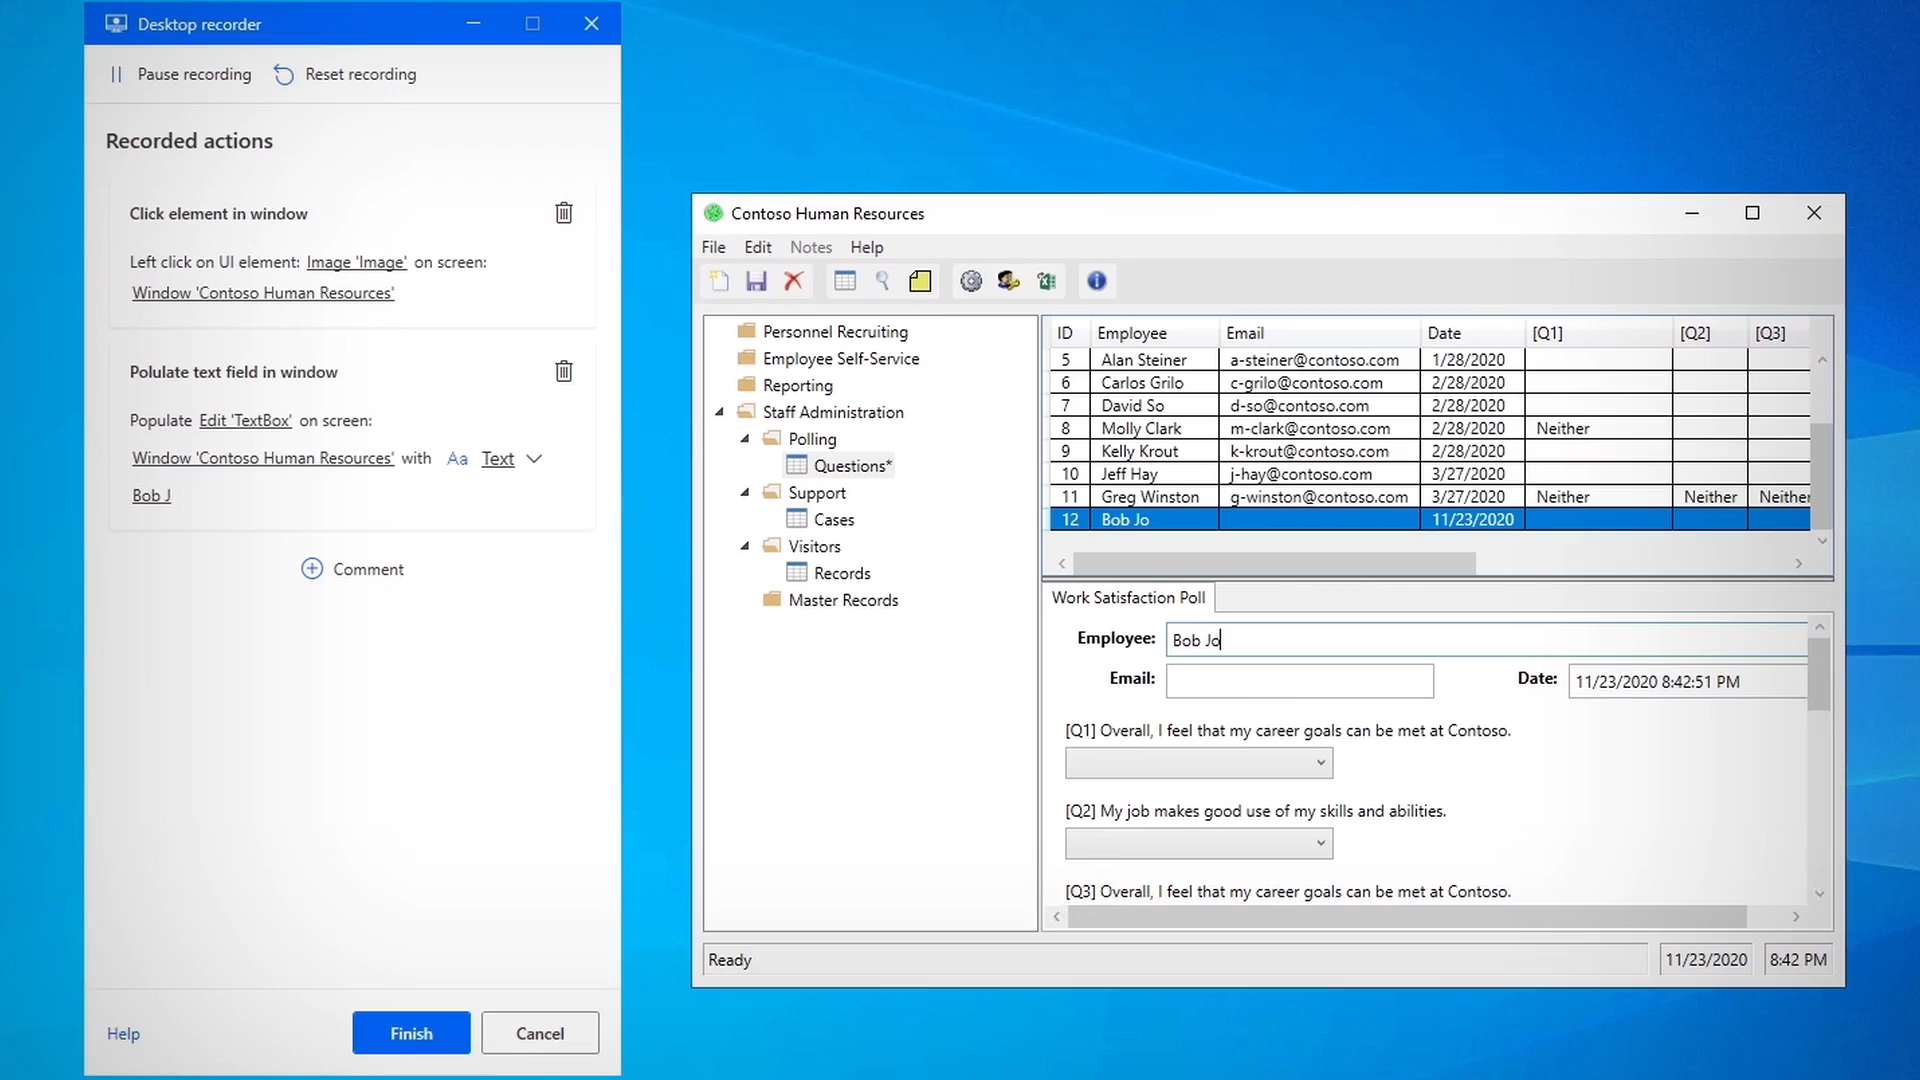 Desktop recorder
Pause recording Reset recording
Recorded actions
Click element in window
Left click on UI element: Image 'Image' on screen:
Window 'Contoso Human Resources'
Polulate text field in window
Populate Edit 'TextBox' on screen:
Window 'Contoso Human Resources' with Aa Text
Bob J
Comment
Help Finish Cancel
Contoso Human Resources
File Edit Notes Help
Personnel Recruiting
Employee Self-Service
Reporting
Staff Administration
Polling
Questions*
Support
Cases
Visitors
Records
Master Records
ID Employee Email Date [Q1] [Q2] [Q3]
5 Alan Steiner a-steiner@contoso.com 1/28/2020
6 Carlos Grilo c-grilo@contoso.com 2/28/2020
7 David So d-so@contoso.com 2/28/2020
8 Molly Clark m-clark@contoso.com 2/28/2020 Neither
9 Kelly Krout k-krout@contoso.com 2/28/2020
10 Jeff Hay j-hay@contoso.com 3/27/2020
11 Greg Winston g-winston@contoso.com 3/27/2020 Neither Neither Neither
12 Bob Jo 11/23/2020
Work Satisfaction Poll
Employee: Bob Jo
Email: Date: 11/23/2020 8:42:51 PM
[Q1] Overall, I feel that my career goals can be met at Contoso.
[Q2] My job makes good use of my skills and abilities.
[Q3] Overall, I feel that my career goals can be met at Contoso.
Ready 11/23/2020 8:42 PM